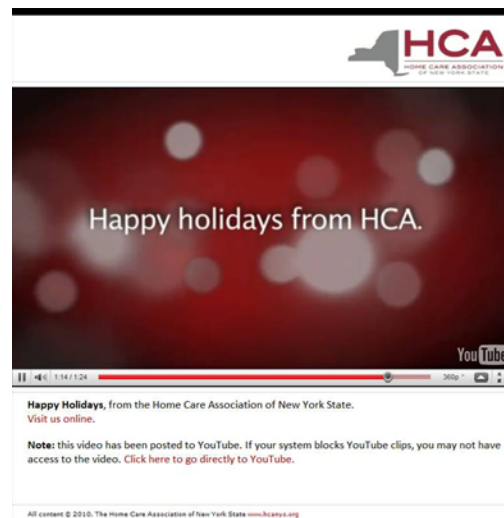 HCA
HOME CARE ASSOCIATION
OF NEW YORK STATE
Happy holidays from HCA.
YouTube
1:14 / 1:24
360p
Happy Holidays, from the Home Care Association of New York State.
Visit us online.
Note: this video has been posted to YouTube. If your system blocks YouTube clips, you may not have
access to the video. Click here to go directly to YouTube.
All content © 2010. The Home Care Association of New York State www.hcanys.org